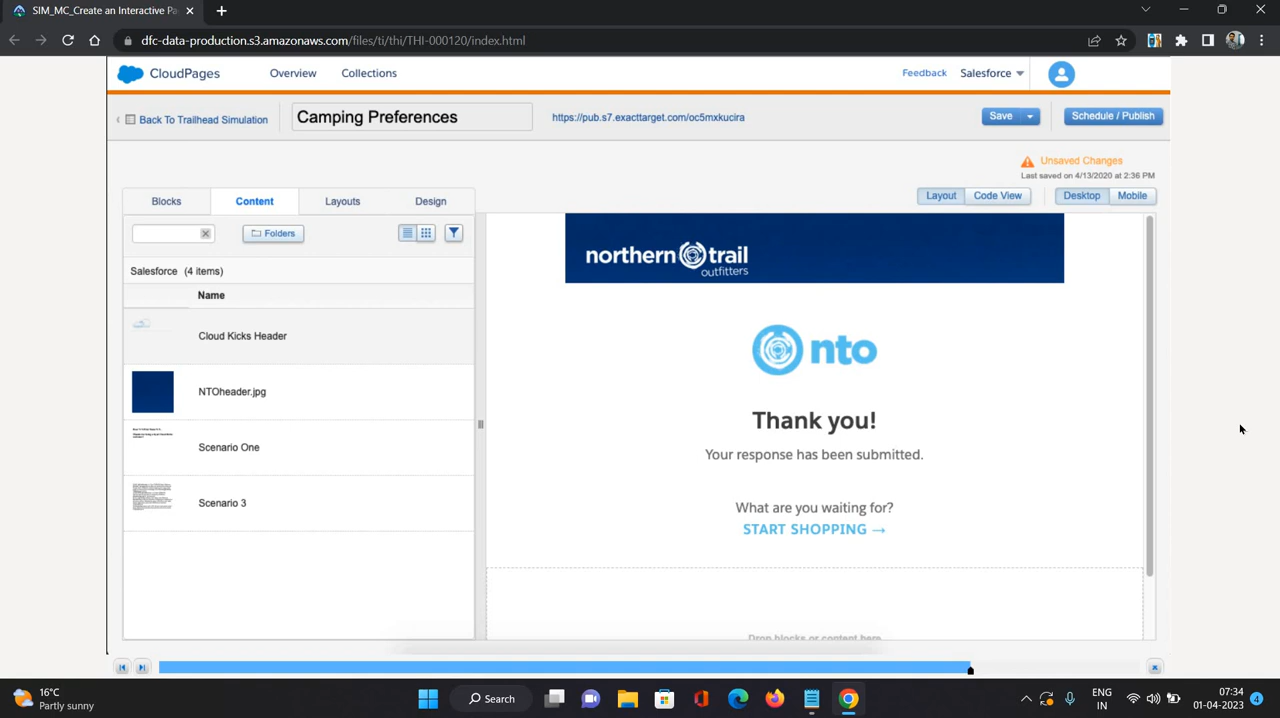 SIM_MC_Create an Interactive Pa
dfc-data-production.s3.amazonaws.com/files/ti/thi/THI-000120/index.html
CloudPages
Overview
Collections
Feedback
Salesforce
Back To Trailhead Simulation
Camping Preferences
https://pub.s7.exacttarget.com/oc5mxkucira
Save
Schedule / Publish
Unsaved Changes
Last saved on 4/13/2020 at 2:36 PM
Blocks
Content
Layouts
Design
Layout
Code View
Desktop
Mobile
Folders
Salesforce (4 items)
Name
Cloud Kicks Header
NTOheader.jpg
Scenario One
Scenario 3
northern trail
outfitters
nto
Thank you!
Your response has been submitted.
What are you waiting for?
START SHOPPING →
Drop blocks or content here
16°C
Partly sunny
Search
ENG
IN
07:34
01-04-2023
4